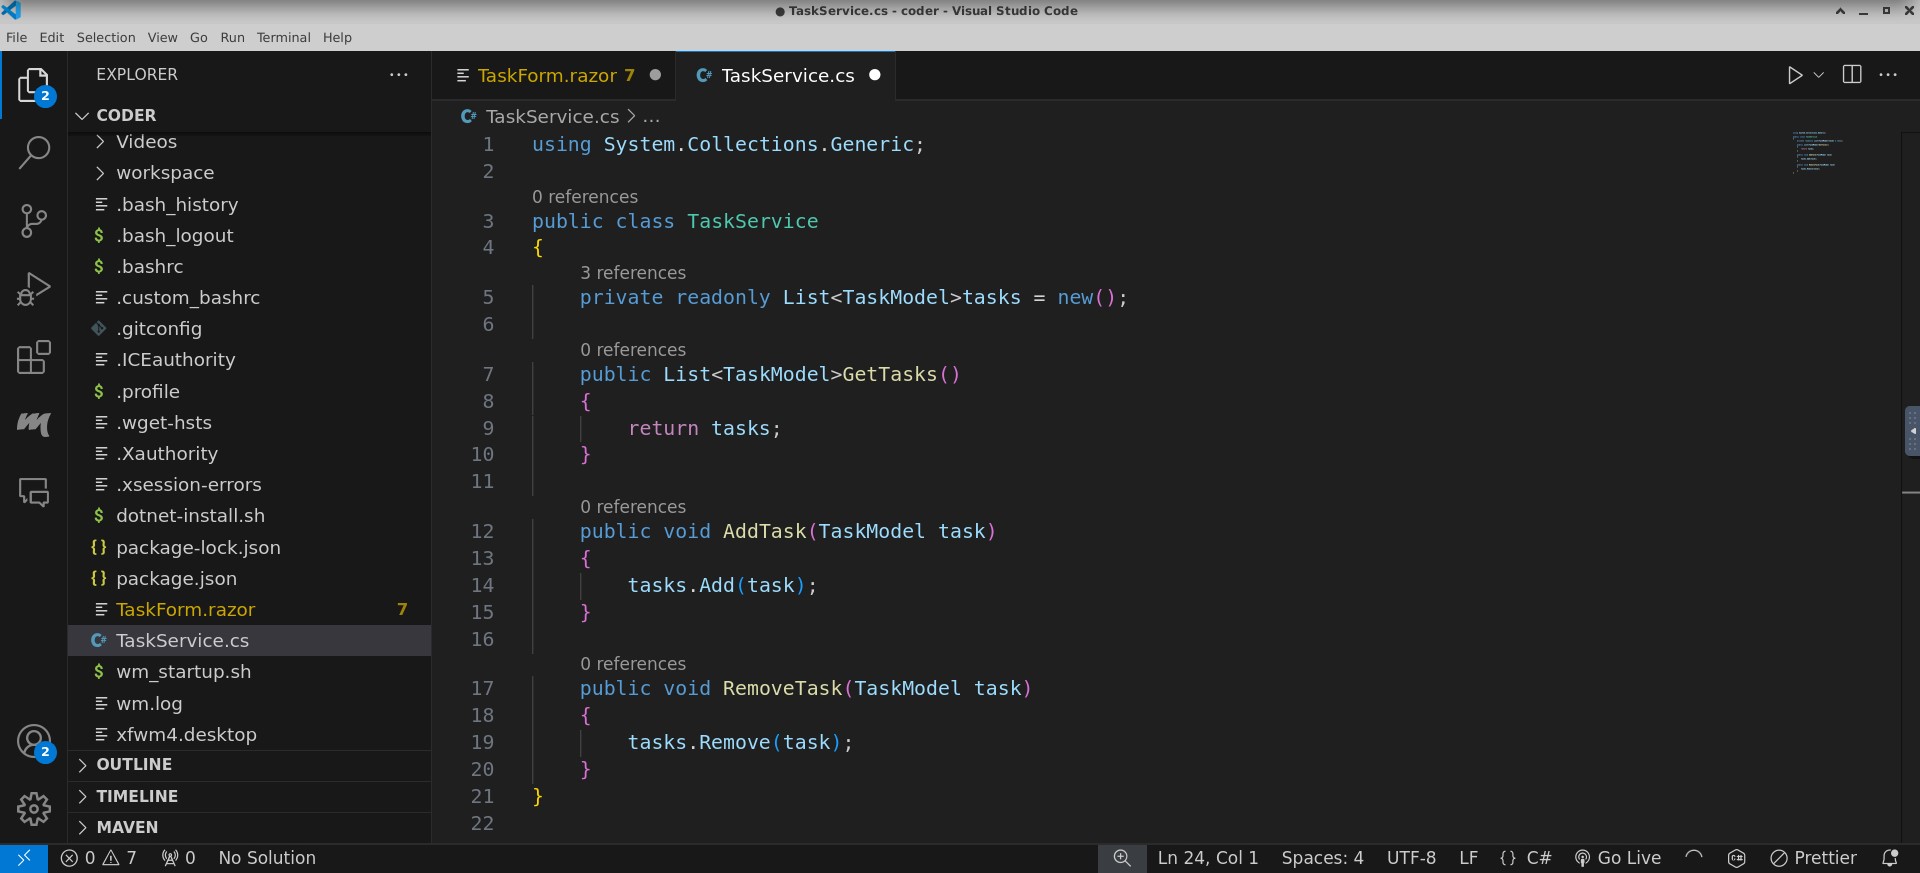 ● TaskService.cs - coder - Visual Studio Code
File Edit Selection View Go Run Terminal Help
EXPLORER
CODER
Videos
workspace
.bash_history
.bash_logout
.bashrc
.custom_bashrc
.gitconfig
.ICEauthority
.profile
.wget-hsts
.Xauthority
.xsession-errors
dotnet-install.sh
package-lock.json
package.json
TaskForm.razor 7
TaskService.cs
wm_startup.sh
wm.log
xfwm4.desktop
OUTLINE
TIMELINE
MAVEN
2
2
TaskForm.razor 7 ● TaskService.cs ●
TaskService.cs > ...
1 using System.Collections.Generic;
2
0 references
3 public class TaskService
4 {
3 references
5 private readonly List<TaskModel>tasks = new();
6
0 references
7 public List<TaskModel>GetTasks()
8 {
9 return tasks;
10 }
11
0 references
12 public void AddTask(TaskModel task)
13 {
14 tasks.Add(task);
15 }
16
0 references
17 public void RemoveTask(TaskModel task)
18 {
19 tasks.Remove(task);
20 }
21 }
22
0 7 0 No Solution Ln 24, Col 1 Spaces: 4 UTF-8 LF {} C# Go Live Prettier